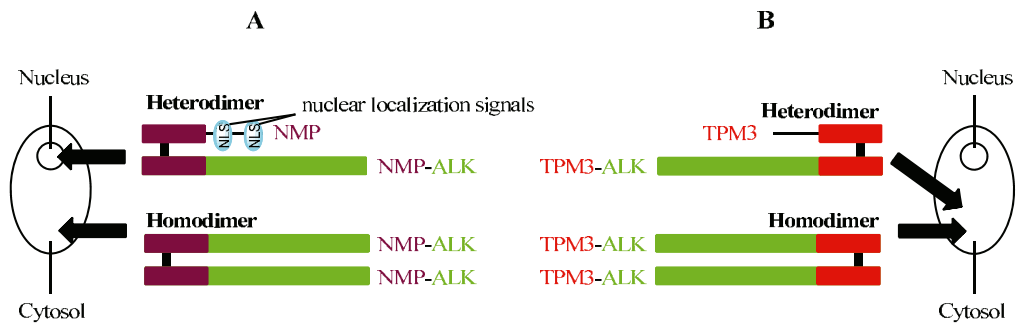 A
Nucleus
Heterodimer
nuclear localization signals
NLS
NLS
NMP
NMP-ALK
Homodimer
NMP-ALK
NMP-ALK
Cytosol
B
Nucleus
Heterodimer
TPM3
TPM3-ALK
Homodimer
TPM3-ALK
TPM3-ALK
Cytosol